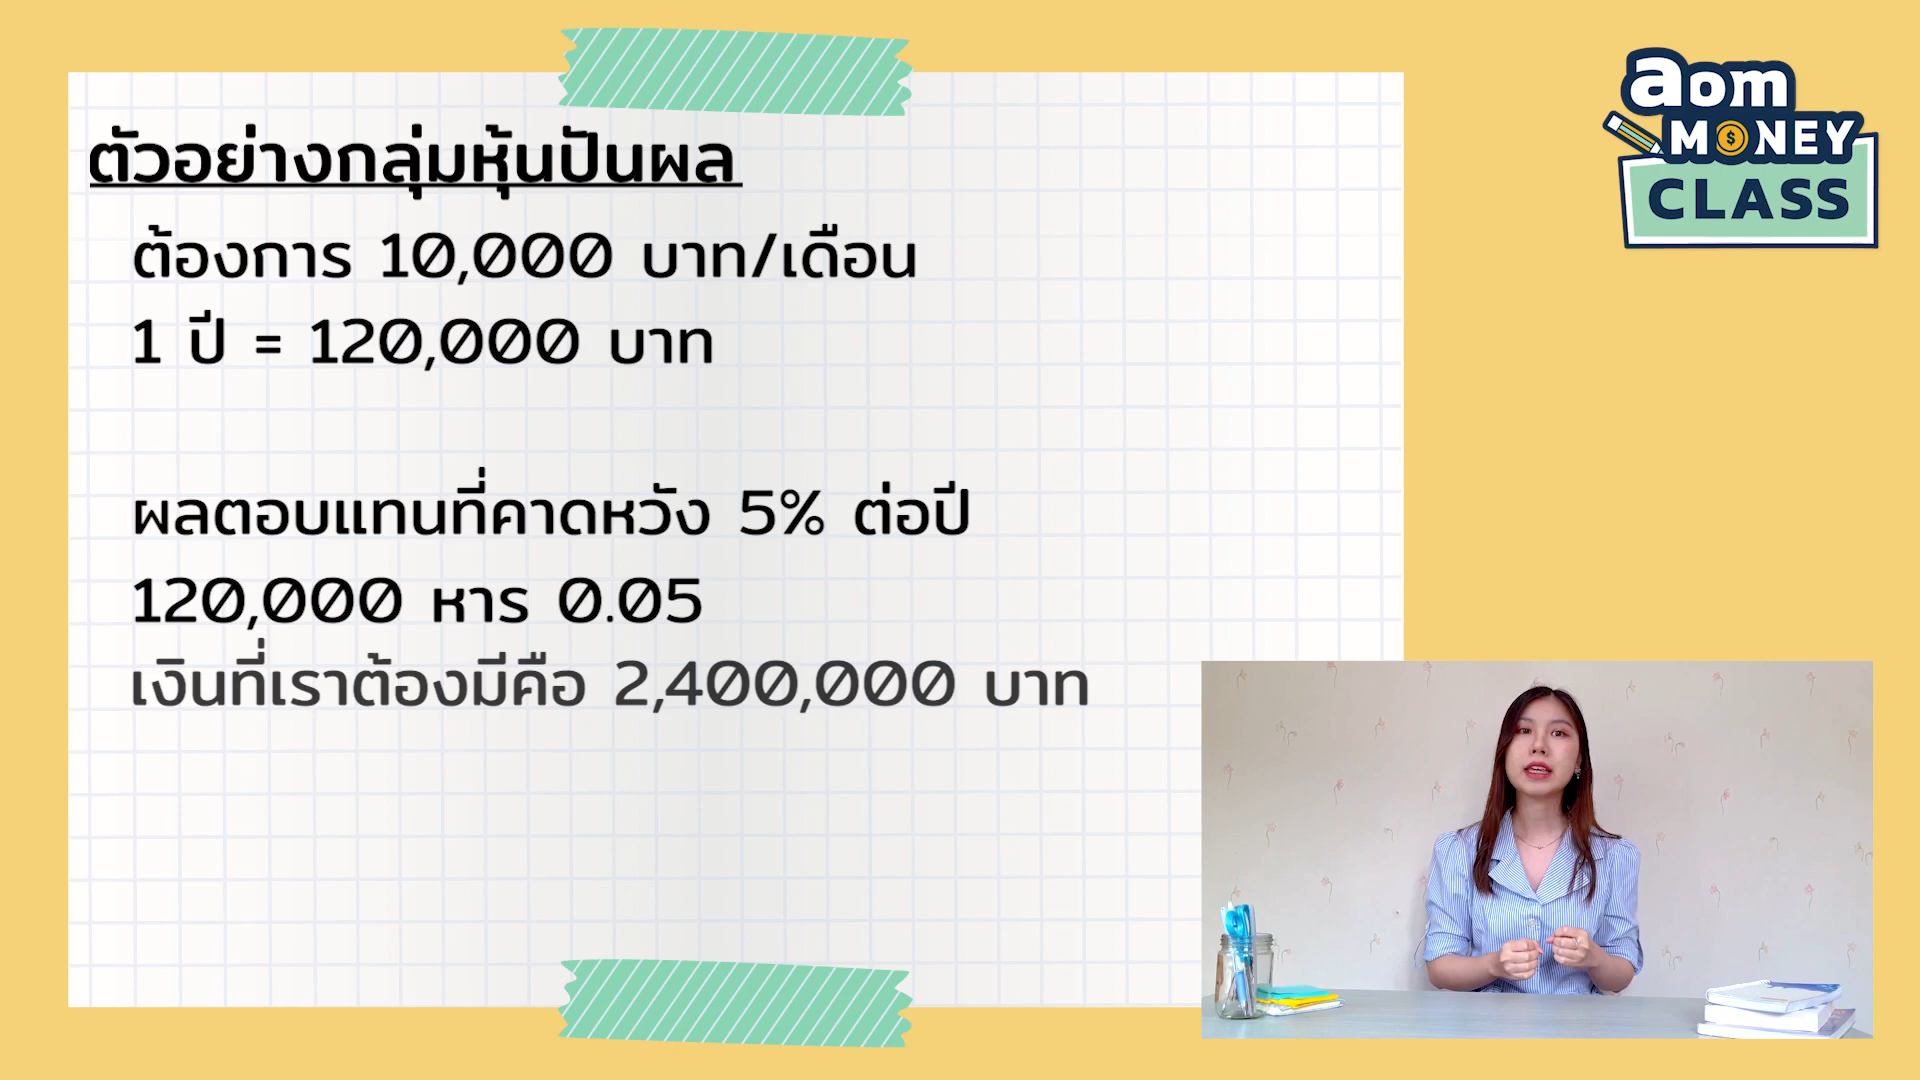 ตัวอย่างกลุ่มหุ้นปันผล
ต้องการ 10,000 บาท/เดือน
1 ปี = 120,000 บาท
ผลตอบแทนที่คาดหวัง 5% ต่อปี
120,000 หาร 0.05
เงินที่เราต้องมีคือ 2,400,000 บาท
aom
MONEY
CLASS